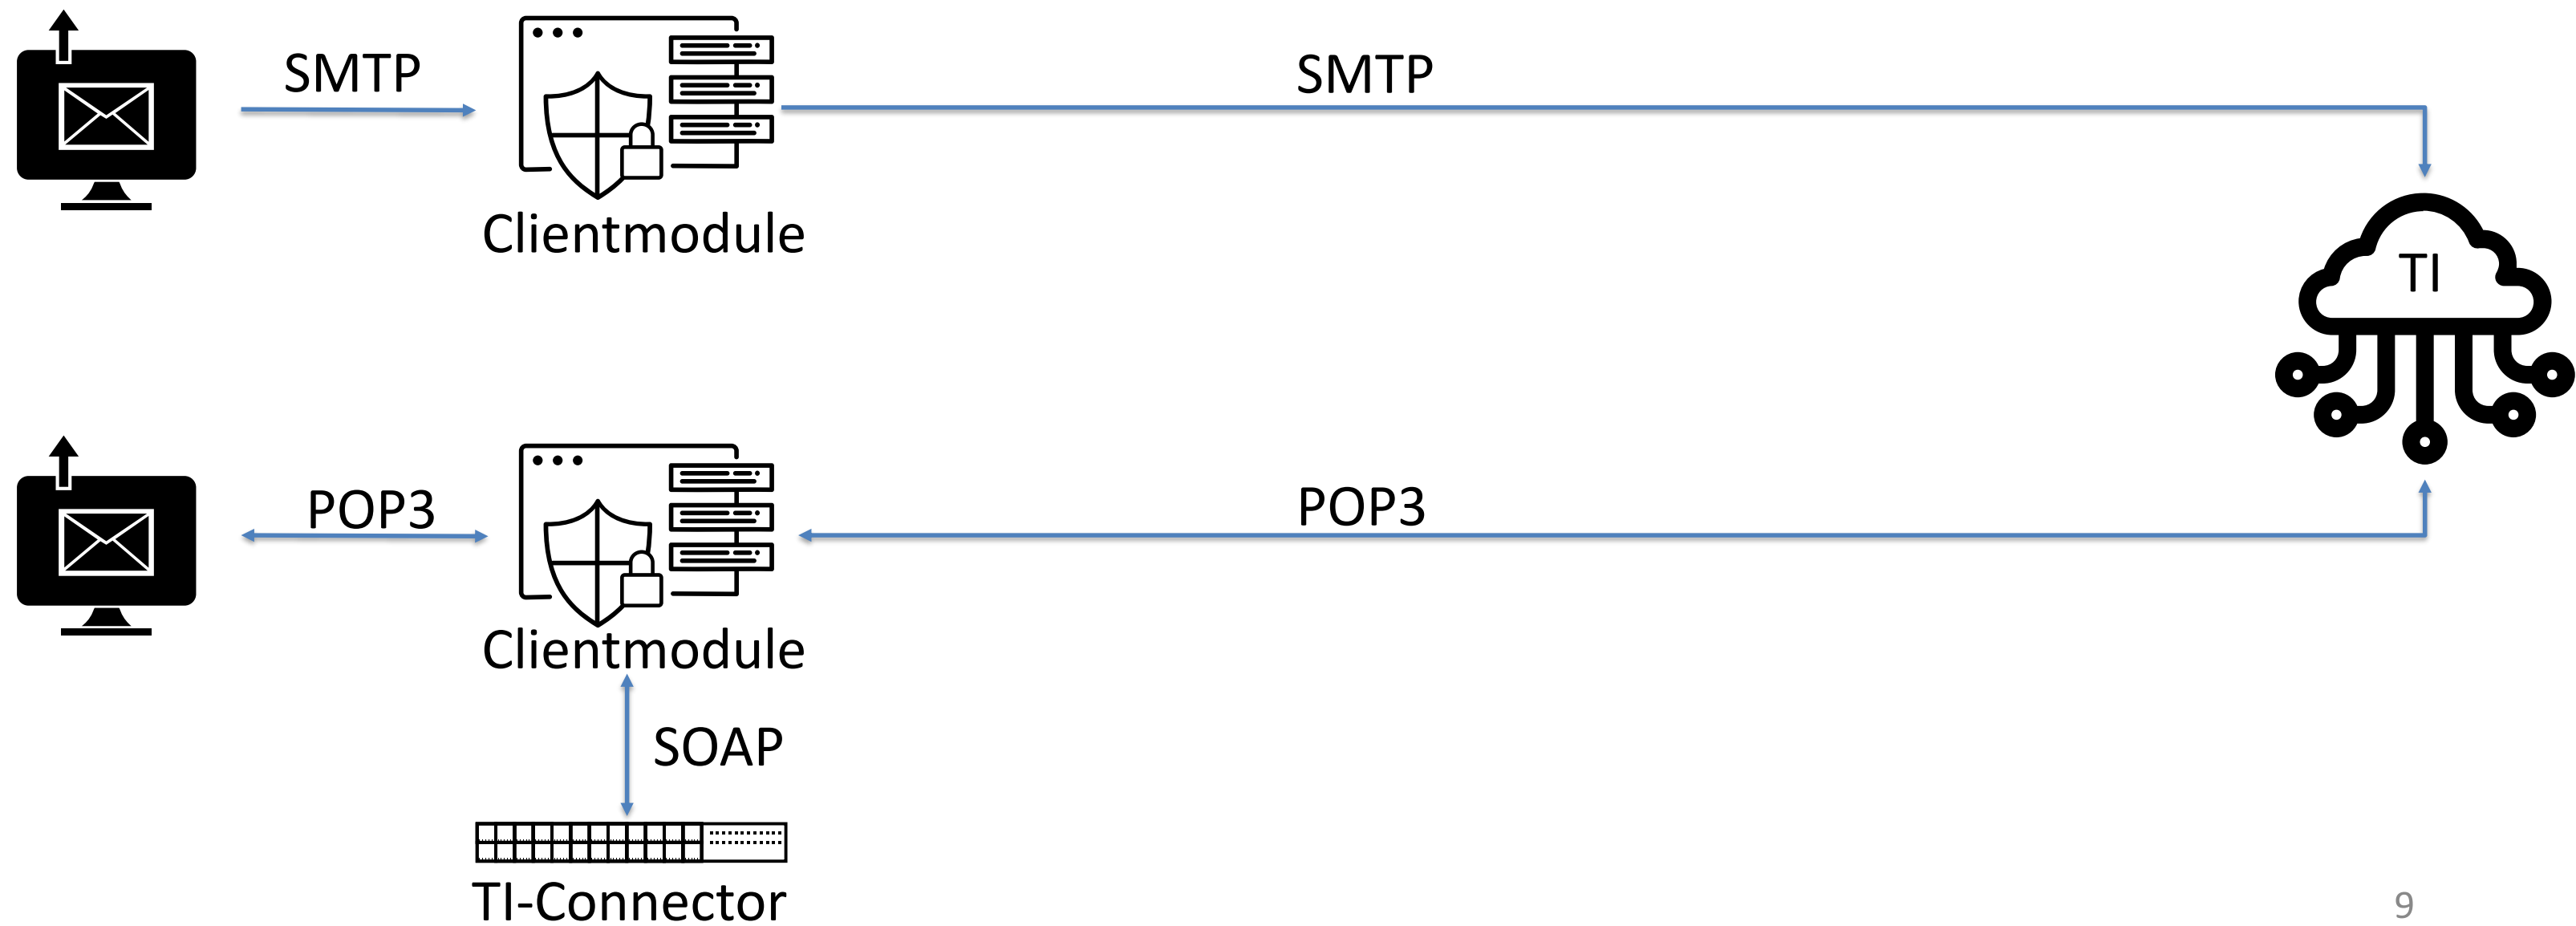 SMTP
SMTP
Clientmodule
TI
POP3
POP3
Clientmodule
SOAP
TI-Connector
9